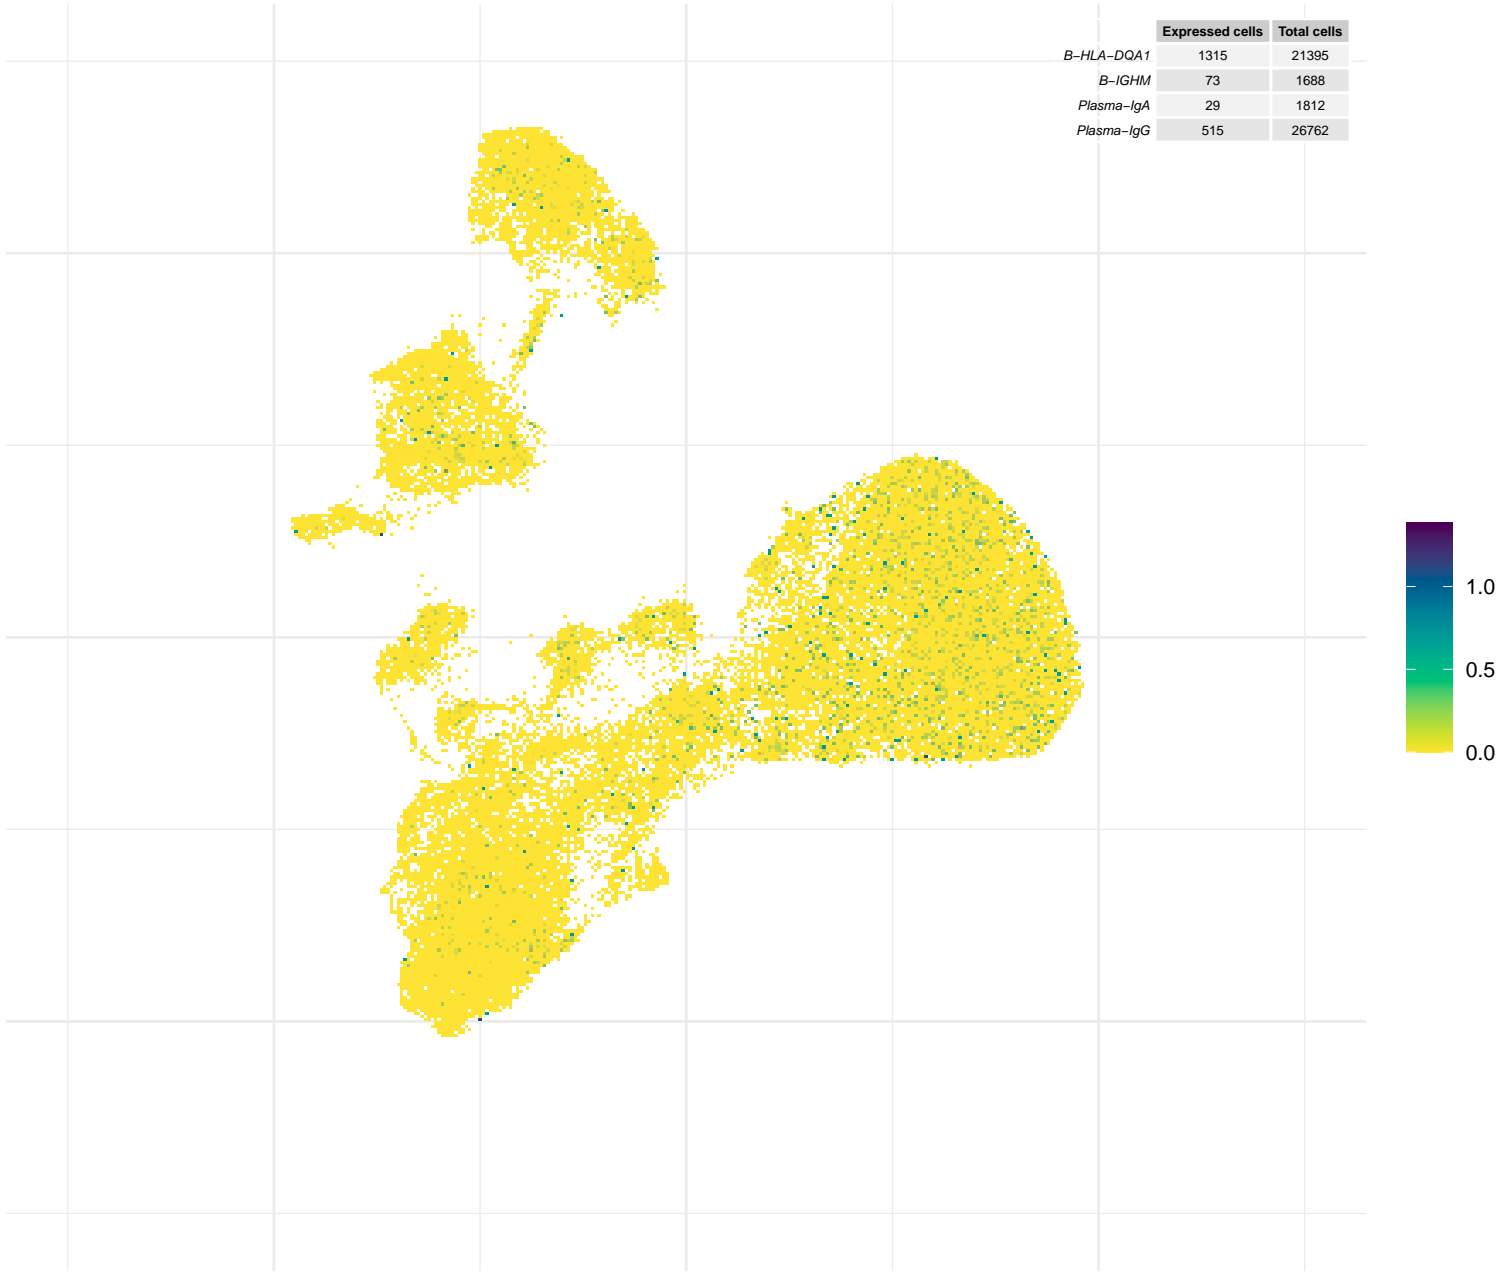 Expressed cells Total cells
B−HLA−DQA1 1315 21395
B−IGHM 73 1688
Plasma−IgA 29 1812
Plasma−IgG 515 26762
1.0
0.5
0.0